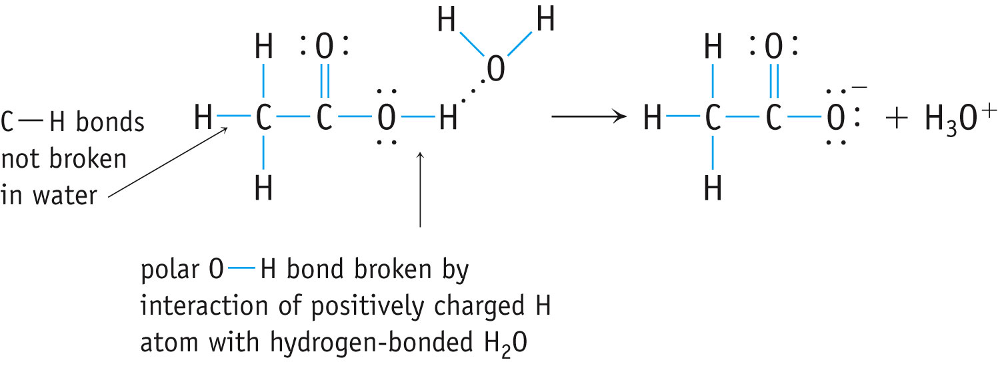 H H
H :O: O H :O:
C—H bonds H—C—C—O—H → H—C—C—O:⁻ + H₃O⁺
not broken
in water H H
polar O—H bond broken by
interaction of positively charged H
atom with hydrogen-bonded H₂O